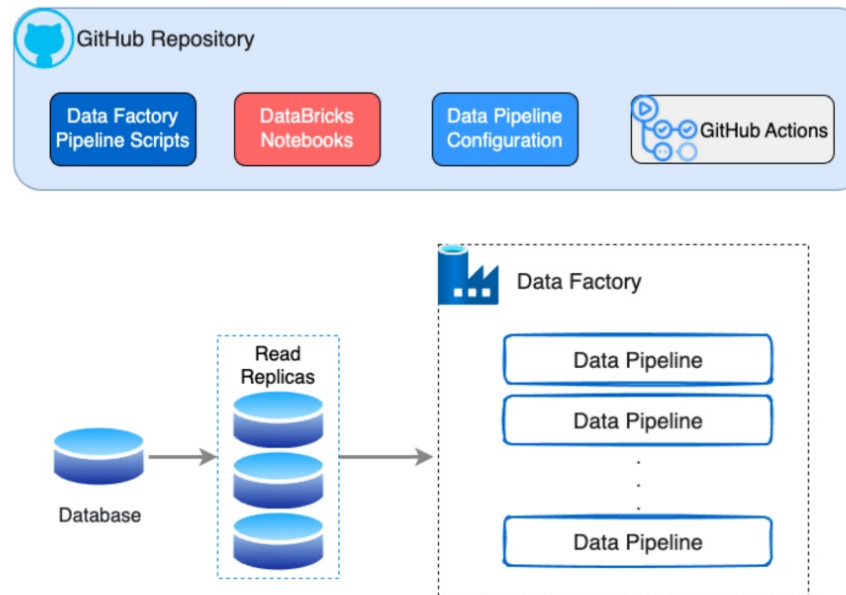 GitHub Repository
Data Factory
Pipeline Scripts
DataBricks
Notebooks
Data Pipeline
Configuration
GitHub Actions
Data Factory
Read
Replicas
Data Pipeline
Data Pipeline
Database
Data Pipeline